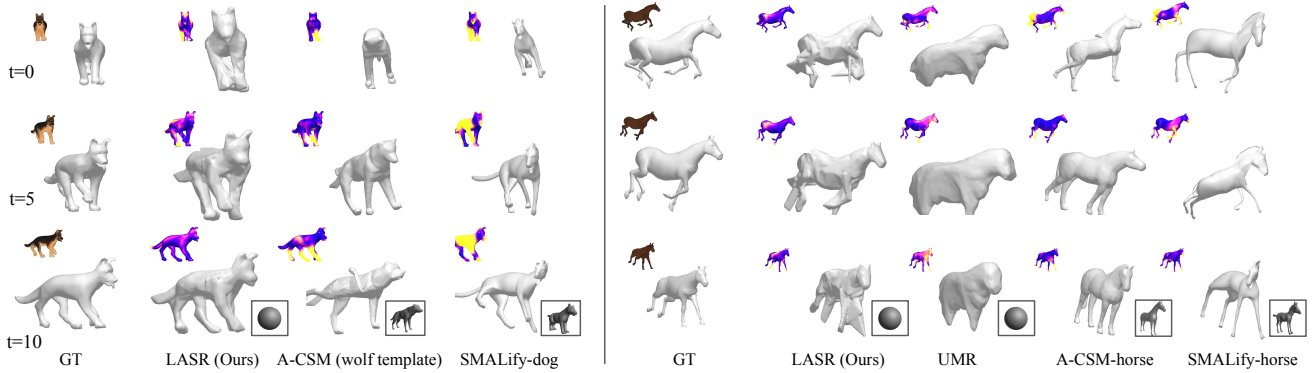 t=0
t=5
t=10
GT LASR (Ours) A-CSM (wolf template) SMALify-dog GT LASR (Ours) UMR A-CSM-horse SMALify-horse